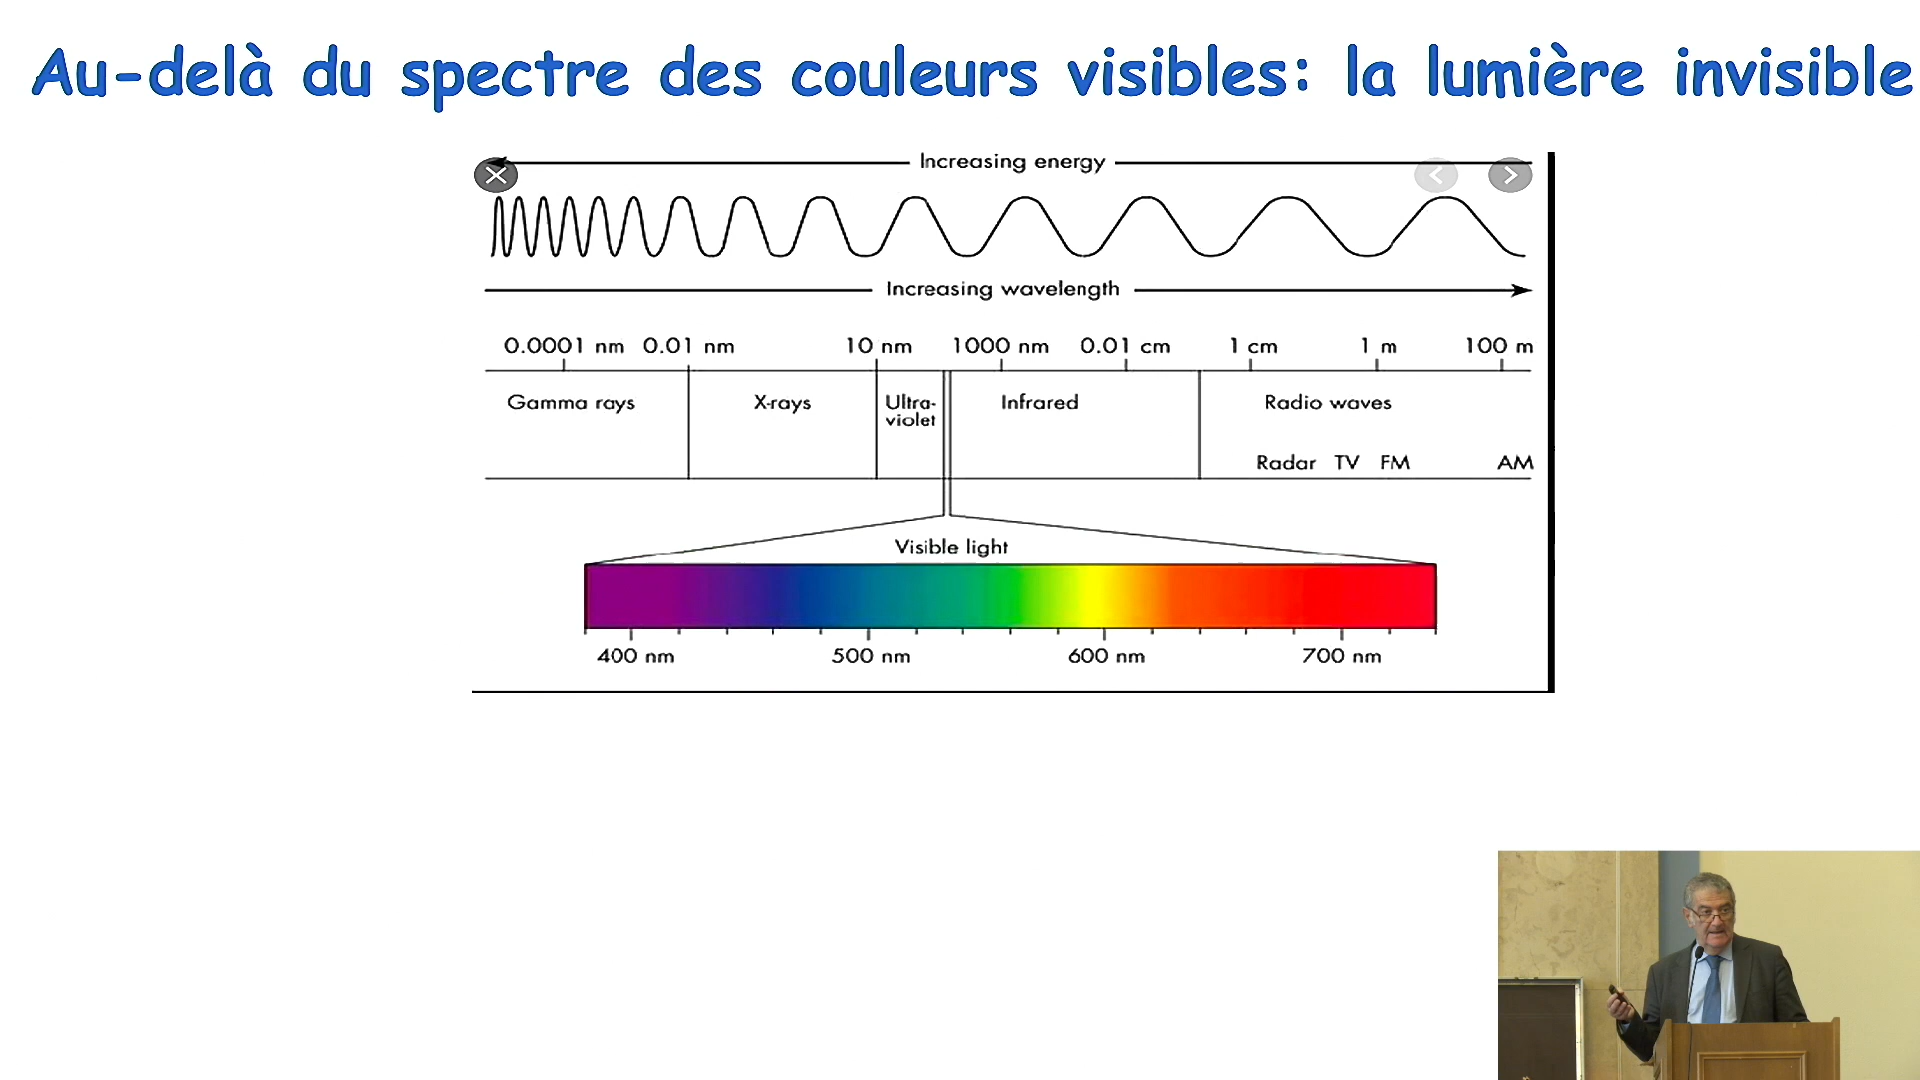 Au-delà du spectre des couleurs visibles: la lumière invisible
Increasing energy
Increasing wavelength
0.0001 nm 0.01 nm 10 nm 1000 nm 0.01 cm 1 cm 1 m 100 m
Gamma rays X-rays Ultra-violet Infrared Radio waves
Radar TV FM AM
Visible light
400 nm 500 nm 600 nm 700 nm